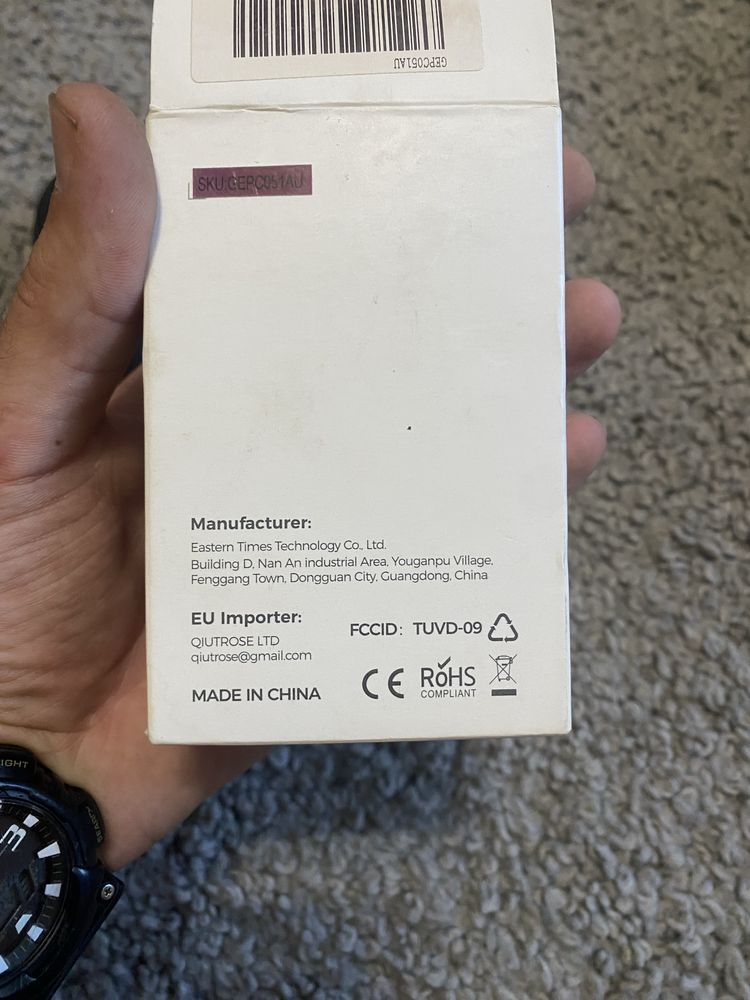 GEPC051AU
SKU:GEPC051AU
Manufacturer:
Eastern Times Technology Co., Ltd.
Building D, Nan An industrial Area, Youganpu Village,
Fenggang Town, Dongguan City, Guangdong, China
EU Importer:
QIUTROSE LTD
qiutrose@gmail.com
FCCID: TUVD-09
MADE IN CHINA
CE
RoHS
COMPLIANT
3